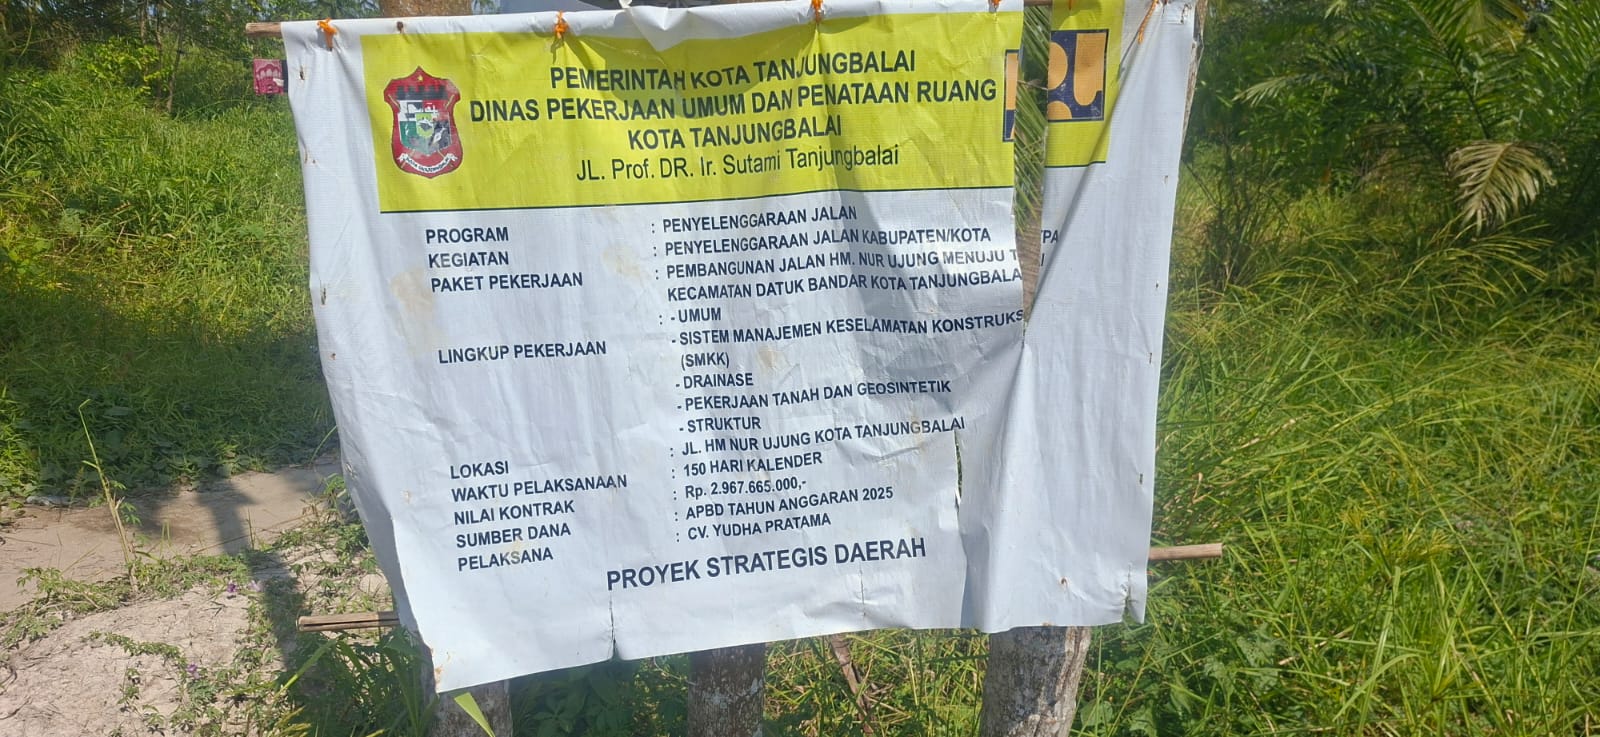 PEMERINTAH KOTA TANJUNGBALAI
DINAS PEKERJAAN UMUM DAN PENATAAN RUANG
KOTA TANJUNGBALAI
JL. Prof. DR. Ir. Sutami Tanjungbalai
PROGRAM : PENYELENGGARAAN JALAN
KEGIATAN : PENYELENGGARAAN JALAN KABUPATEN/KOTA
PAKET PEKERJAAN : PEMBANGUNAN JALAN HM. NUR UJUNG MENUJU TPA
KECAMATAN DATUK BANDAR KOTA TANJUNGBALAI
LINGKUP PEKERJAAN : - UMUM
- SISTEM MANAJEMEN KESELAMATAN KONSTRUKS
(SMKK)
- DRAINASE
- PEKERJAAN TANAH DAN GEOSINTETIK
- STRUKTUR
LOKASI : JL. HM NUR UJUNG KOTA TANJUNGBALAI
WAKTU PELAKSANAAN : 150 HARI KALENDER
NILAI KONTRAK : Rp. 2.967.665.000,-
SUMBER DANA : APBD TAHUN ANGGARAN 2025
PELAKSANA : CV. YUDHA PRATAMA
PROYEK STRATEGIS DAERAH